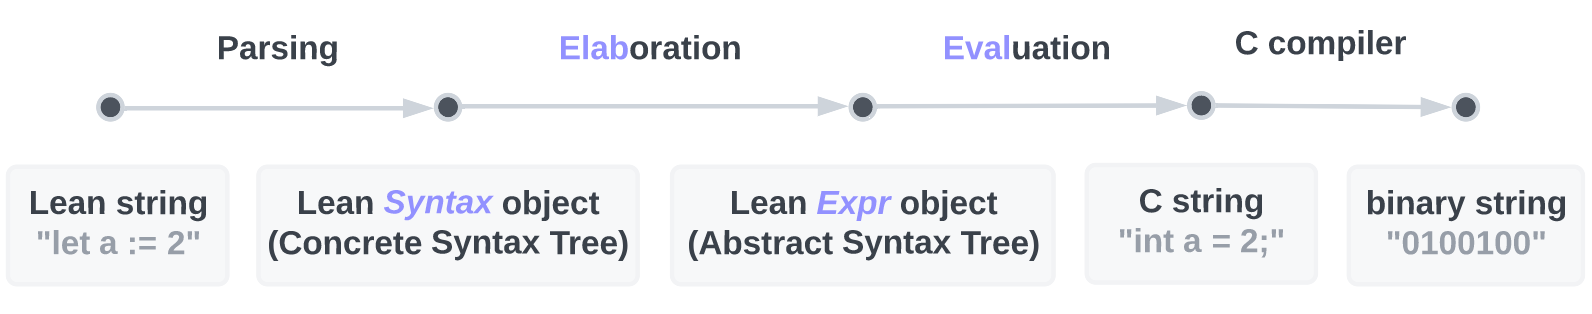 Parsing
Elaboration
Evaluation
C compiler
Lean string
"let a := 2"
Lean Syntax object
(Concrete Syntax Tree)
Lean Expr object
(Abstract Syntax Tree)
C string
"int a = 2;"
binary string
"0100100"